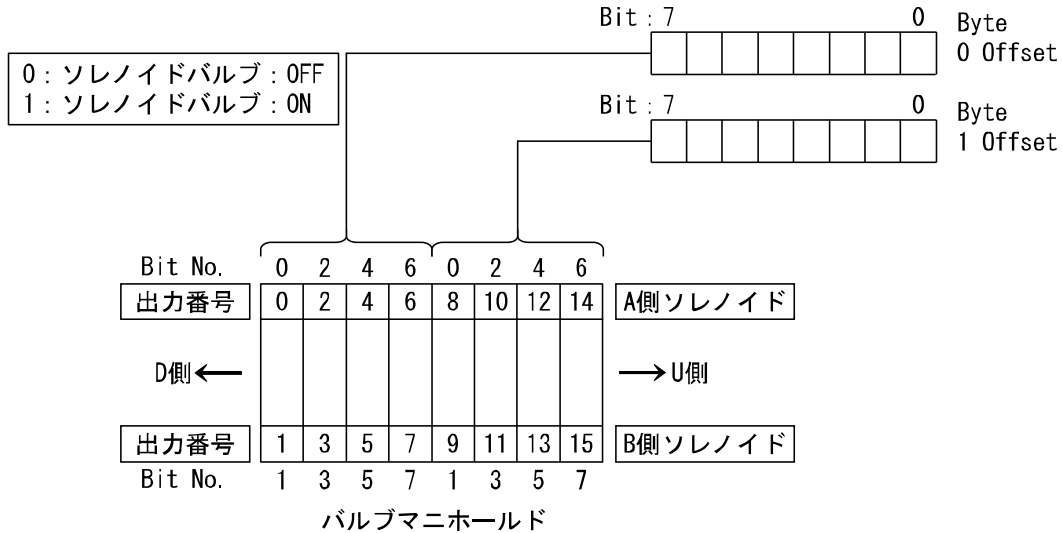 Bit : 7 0 Byte
0 Offset
0 : ソレノイドバルブ : OFF
1 : ソレノイドバルブ : ON
Bit : 7 0 Byte
1 Offset
Bit No. 0 2 4 6 0 2 4 6
出力番号 0 2 4 6 8 10 12 14 A側ソレノイド
D側 U側
出力番号 1 3 5 7 9 11 13 15 B側ソレノイド
Bit No. 1 3 5 7 1 3 5 7
バルブマニホールド